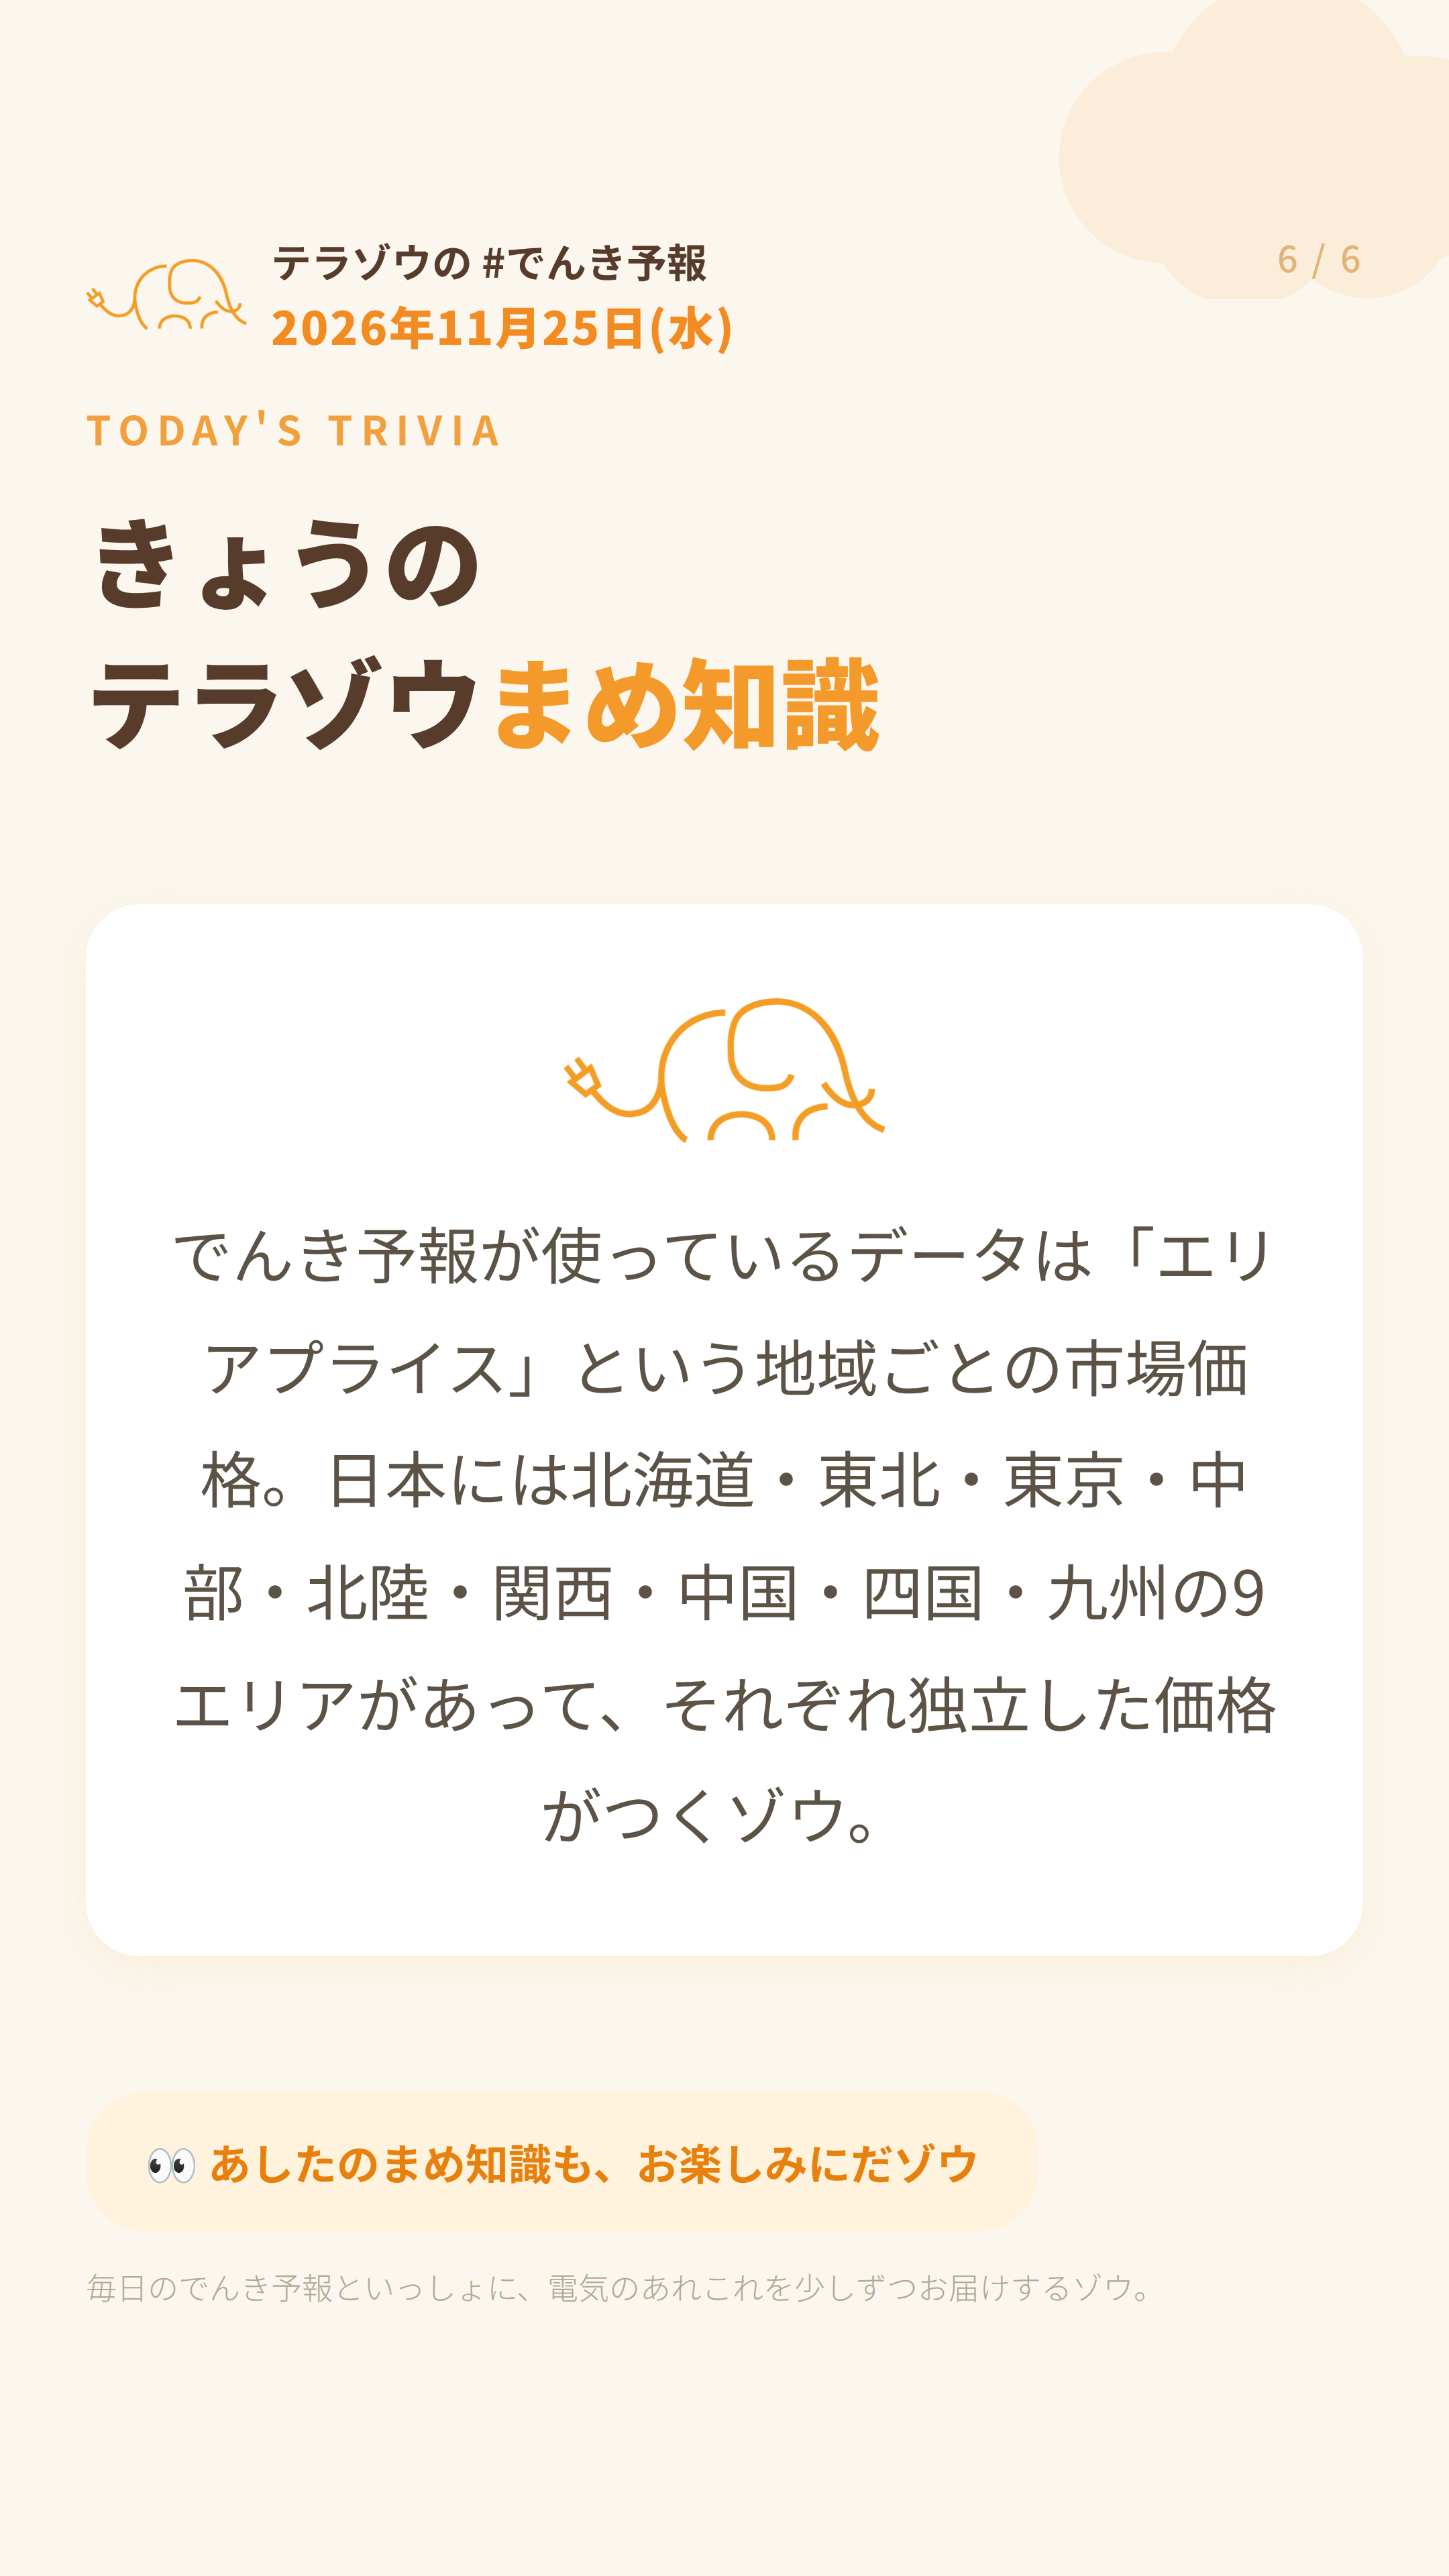 テラゾウの #でんき予報
6 / 6
2026年11月25日(水)
TODAY'S TRIVIA
きょうの
テラゾウまめ知識
でんき予報が使っているデータは「エリ
アプライス」という地域ごとの市場価
格。日本には北海道・東北・東京・中
部・北陸・関西・中国・四国・九州の9
エリアがあって、それぞれ独立した価格
がつくゾウ。
👀 あしたのまめ知識も、お楽しみにだゾウ
毎日のでんき予報といっしょに、電気のあれこれを少しずつお届けするゾウ。